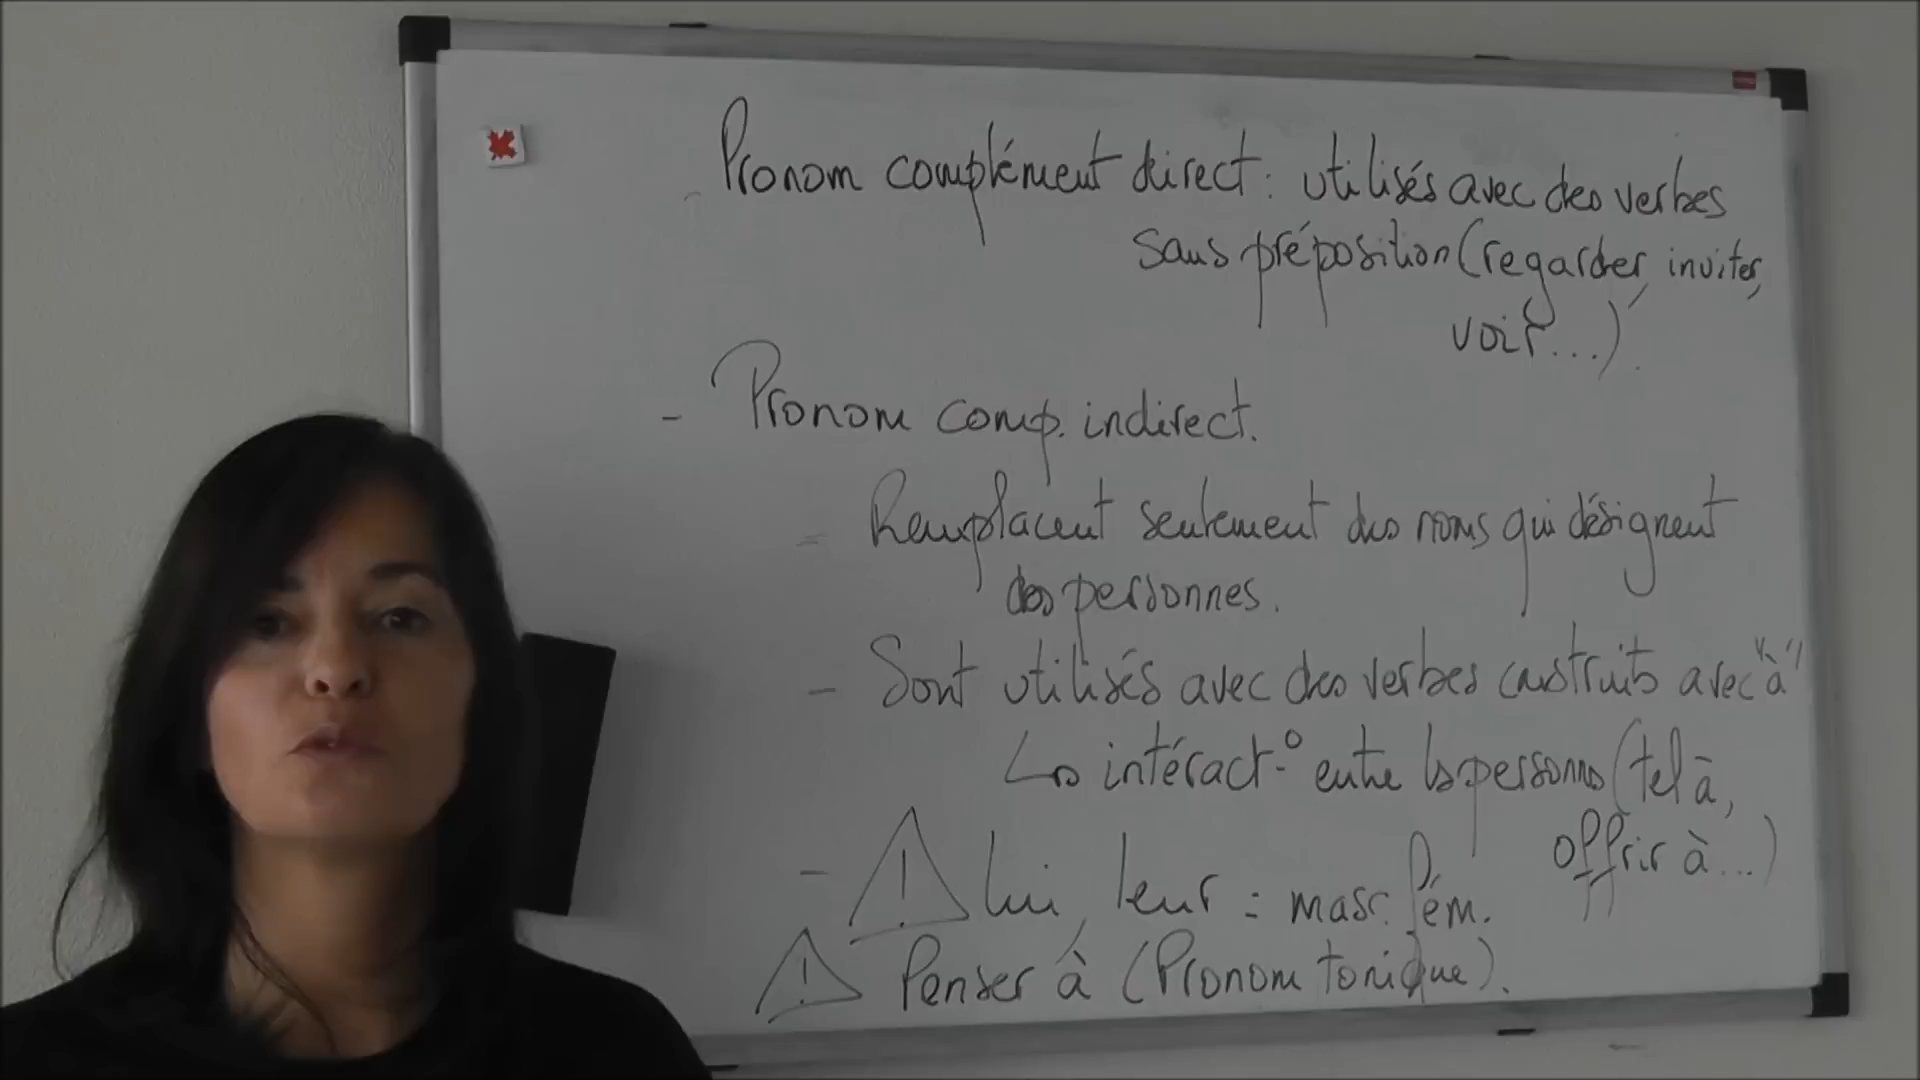 - Pronom complément direct : utilisés avec des verbes
sans préposition (regarder, inviter,
voir...)
- Pronom comp. indirect.
- Remplacent seulement des noms qui désignent
des personnes.
- Sont utilisés avec des verbes construits avec "à"
↳ intéract-° entre les personnes (tel à,
offrir à...)
- ⚠ lui, leur : masc. fém.
⚠ Penser à (Pronom tonique).